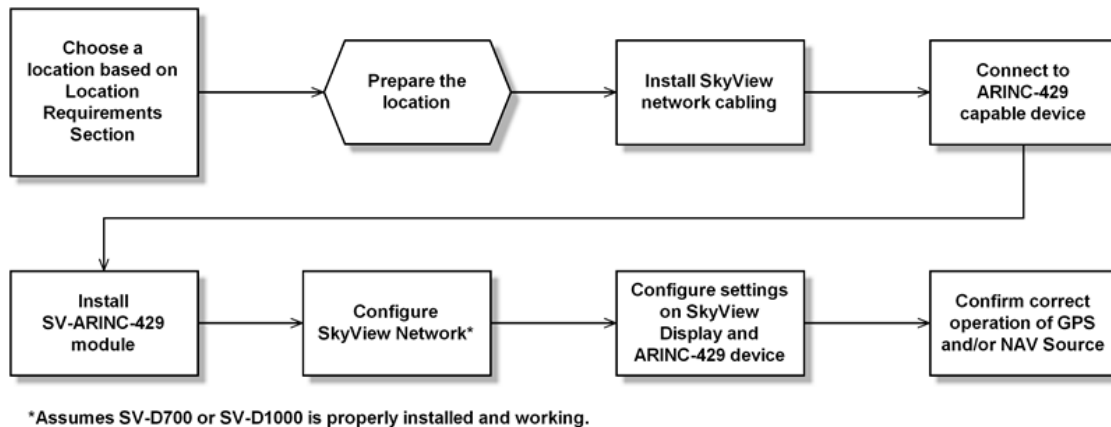 Choose a
location based on
Location
Requirements
Section
Prepare the
location
Install SkyView
network cabling
Connect to
ARINC-429
capable device
Install
SV-ARINC-429
module
Configure
SkyView Network*
Configure settings
on SkyView
Display and
ARINC-429 device
Confirm correct
operation of GPS
and/or NAV Source
*Assumes SV-D700 or SV-D1000 is properly installed and working.